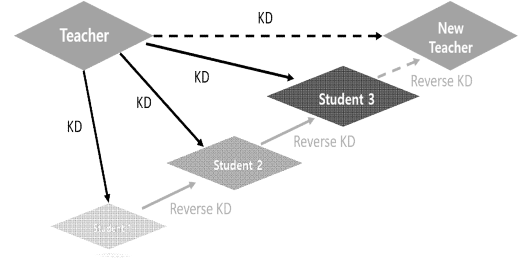 KD
New
Teacher
Teacher
KD
Reverse KD
KD
Student 3
KD
Reverse KD
Student 2
Reverse KD